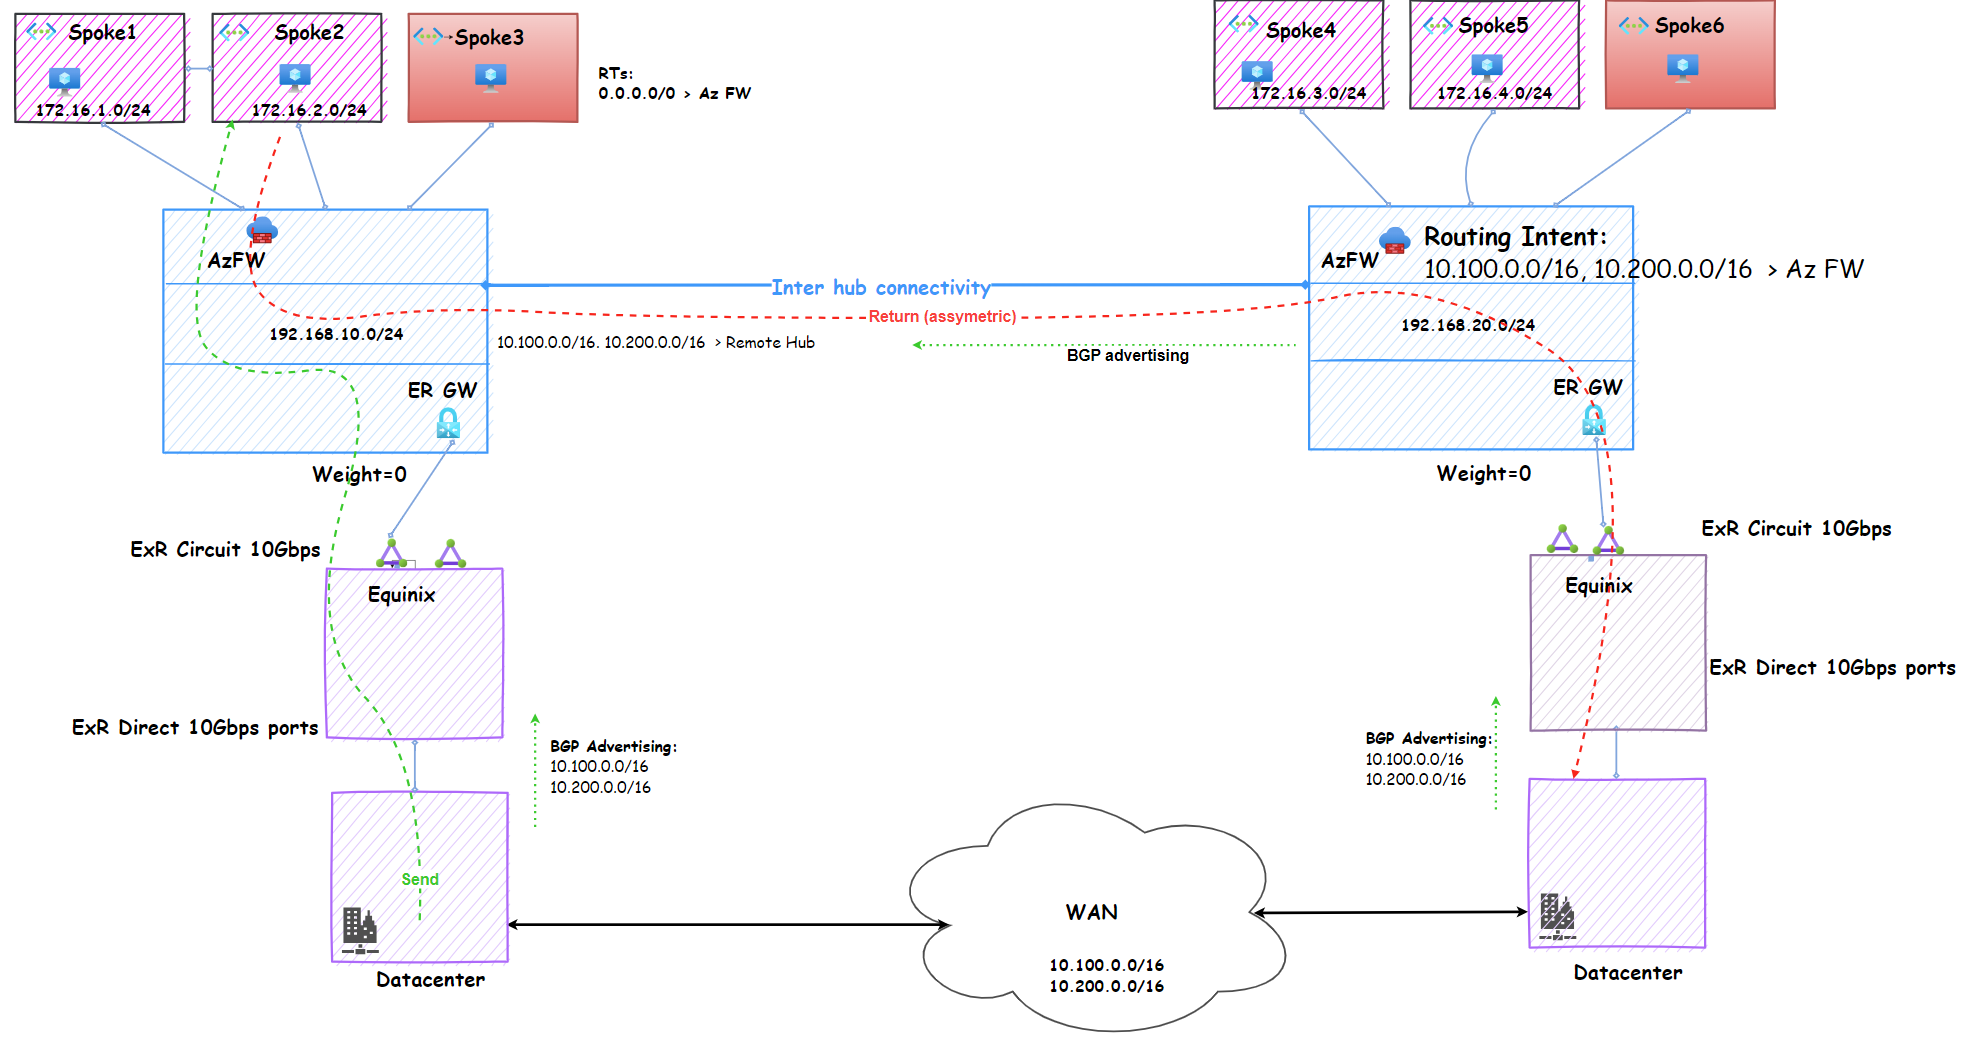 Spoke1
172.16.1.0/24
Spoke2
172.16.2.0/24
Spoke3
RTs:
0.0.0.0/0 > Az FW
Spoke4
172.16.3.0/24
Spoke5
172.16.4.0/24
Spoke6
AzFW
192.168.10.0/24
ER GW
Weight=0
Inter hub connectivity
Return (assymetric)
10.100.0.0/16. 10.200.0.0/16 > Remote Hub
BGP advertising
AzFW
Routing Intent:
10.100.0.0/16, 10.200.0.0/16 > Az FW
192.168.20.0/24
ER GW
Weight=0
ExR Circuit 10Gbps
Equinix
ExR Direct 10Gbps ports
BGP Advertising:
10.100.0.0/16
10.200.0.0/16
Send
Datacenter
WAN
10.100.0.0/16
10.200.0.0/16
ExR Circuit 10Gbps
Equinix
ExR Direct 10Gbps ports
BGP Advertising:
10.100.0.0/16
10.200.0.0/16
Datacenter